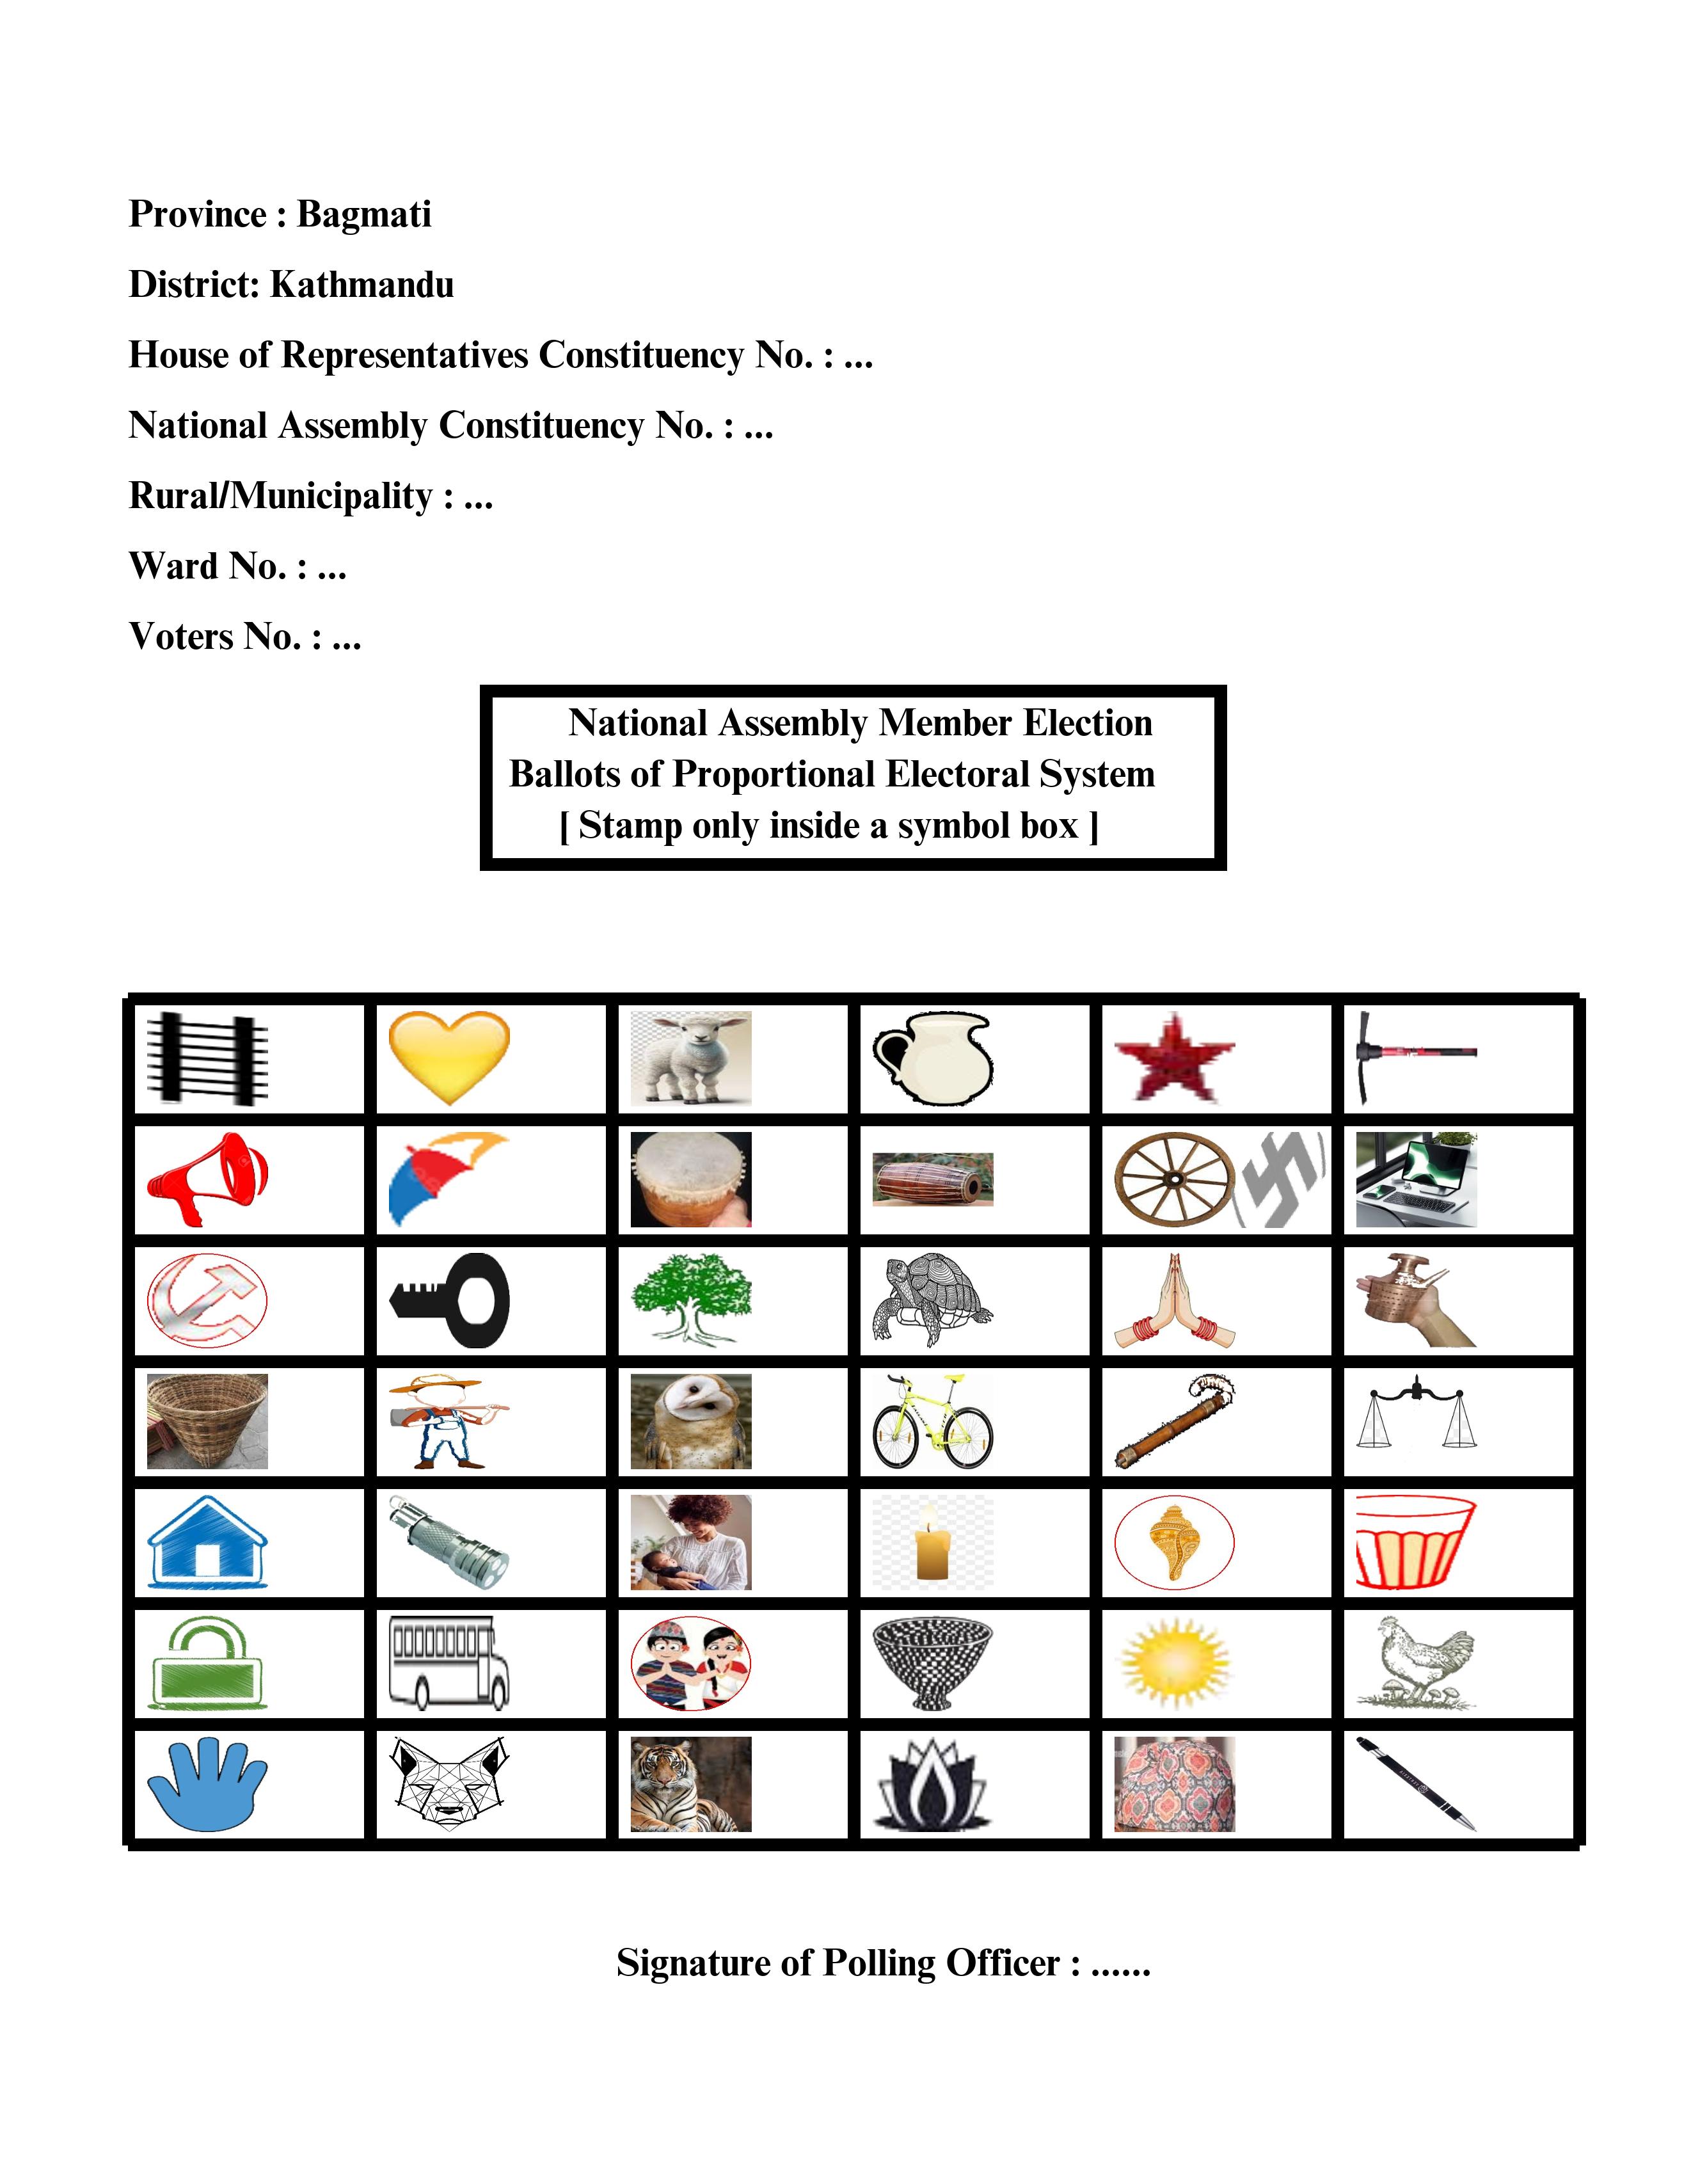 Province : Bagmati
District: Kathmandu
House of Representatives Constituency No. : ...
National Assembly Constituency No. : ...
Rural/Municipality : ...
Ward No. : ...
Voters No. : ...
National Assembly Member Election
Ballots of Proportional Electoral System
[ Stamp only inside a symbol box ]
Signature of Polling Officer : ......